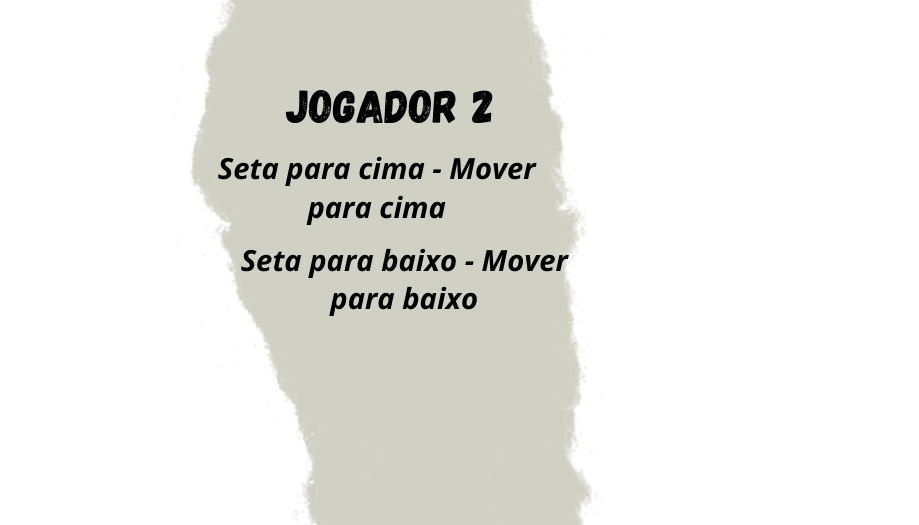 JOGADOR 2
Seta para cima - Mover
para cima
Seta para baixo - Mover
para baixo